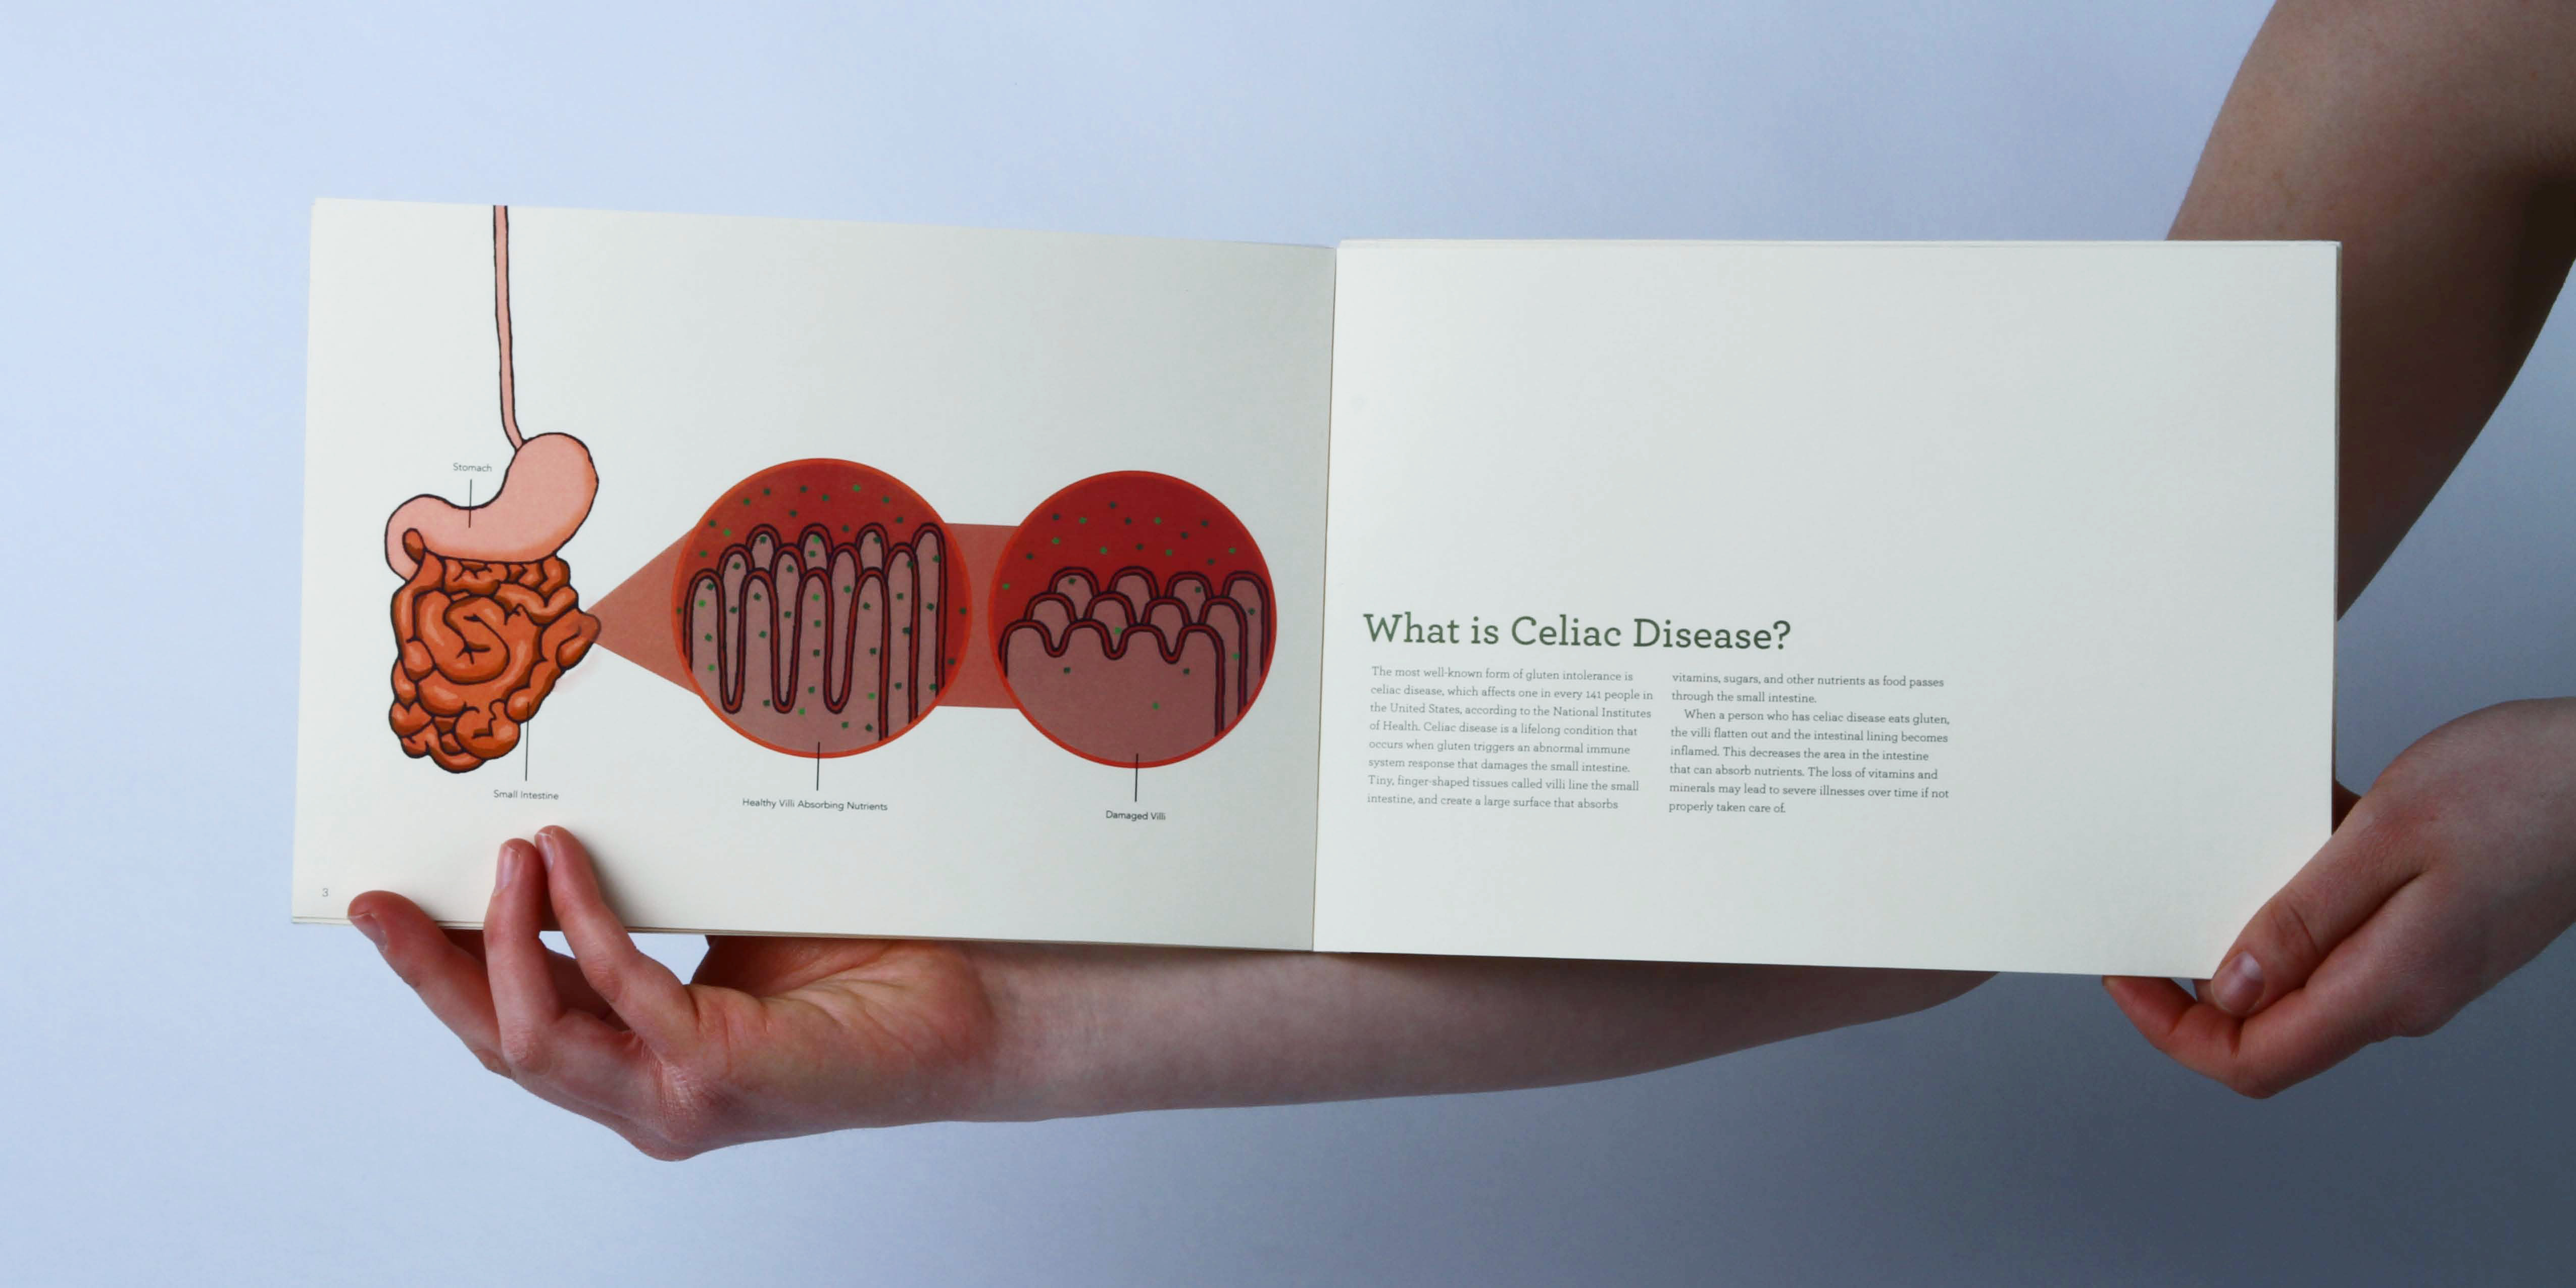 Stomach
Small Intestine
Healthy Villi Absorbing Nutrients
Damaged Villi
3
What is Celiac Disease?
The most well-known form of gluten intolerance is
celiac disease, which affects one in every 141 people in
the United States, according to the National Institutes
of Health. Celiac disease is a lifelong condition that
occurs when gluten triggers an abnormal immune
system response that damages the small intestine.
Tiny, finger-shaped tissues called villi line the small
intestine, and create a large surface that absorbs
vitamins, sugars, and other nutrients as food passes
through the small intestine.
When a person who has celiac disease eats gluten,
the villi flatten out and the intestinal lining becomes
inflamed. This decreases the area in the intestine
that can absorb nutrients. The loss of vitamins and
minerals may lead to severe illnesses over time if not
properly taken care of.